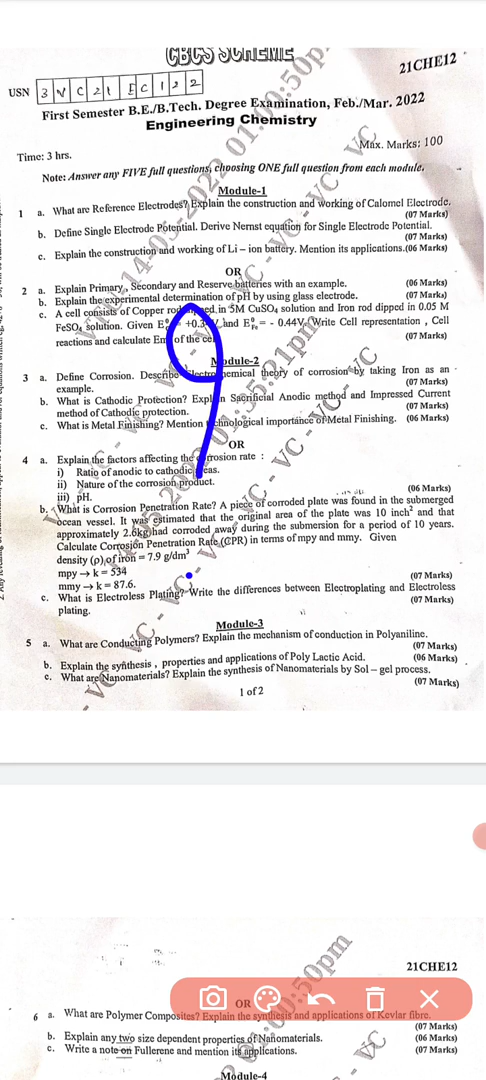 CBCS SCHEME
21CHE12
USN 3 V C 21 EC 1 2 2
First Semester B.E./B.Tech. Degree Examination, Feb./Mar. 2022
Engineering Chemistry
Time: 3 hrs.
Max. Marks: 100
Note: Answer any FIVE full questions, choosing ONE full question from each module.
Module-1
1 a. What are Reference Electrodes? Explain the construction and working of Calomel Electrode.
(07 Marks)
b. Define Single Electrode Potential. Derive Nernst equation for Single Electrode Potential.
(07 Marks)
c. Explain the construction and working of Li – ion battery. Mention its applications.(06 Marks)
OR
2 a. Explain Primary, Secondary and Reserve batteries with an example. (06 Marks)
b. Explain the experimental determination of pH by using glass electrode. (07 Marks)
c. A cell consists of Copper rod in 5M CuSO4 solution and Iron rod dipped in 0.05 M
FeSO4 solution. Given and = - 0.44V. Write Cell representation , Cell
reactions and calculate of the cell (07 Marks)
Module-2
3 a. Define Corrosion. Describe Electrochemical theory of corrosion by taking Iron as an
example. (07 Marks)
b. What is Cathodic Protection? Explain Sacrificial Anodic method and Impressed Current
method of Cathodic protection. (07 Marks)
c. What is Metal Finishing? Mention technological importance of Metal Finishing. (06 Marks)
OR
4 a. Explain the factors affecting the corrosion rate :
i) Ratio of anodic to cathodic areas.
ii) Nature of the corrosion product.
iii) pH. (06 Marks)
b. What is Corrosion Penetration Rate? A piece of corroded plate was found in the submerged
ocean vessel. It was estimated that the original area of the plate was 10 inch2 and that
approximately 2.6kg had corroded away during the submersion for a period of 10 years.
Calculate Corrosion Penetration Rate (CPR) in terms of mpy and mmy. Given
density (ρ) of iron = 7.9 g/dm3
mpy → k = 534
mmy → k = 87.6. (07 Marks)
c. What is Electroless Plating? Write the differences between Electroplating and Electroless
plating. (07 Marks)
Module-3
5 a. What are Conducting Polymers? Explain the mechanism of conduction in Polyaniline.
(07 Marks)
b. Explain the synthesis , properties and applications of Poly Lactic Acid. (06 Marks)
c. What are Nanomaterials? Explain the synthesis of Nanomaterials by Sol – gel process.
(07 Marks)
1 of 2
21CHE12
OR
6 a. What are Polymer Composites? Explain the synthesis and applications of Kevlar fibre.
(07 Marks)
b. Explain any two size dependent properties of Nanomaterials. (06 Marks)
c. Write a note on Fullerene and mention its applications. (07 Marks)
Module-4